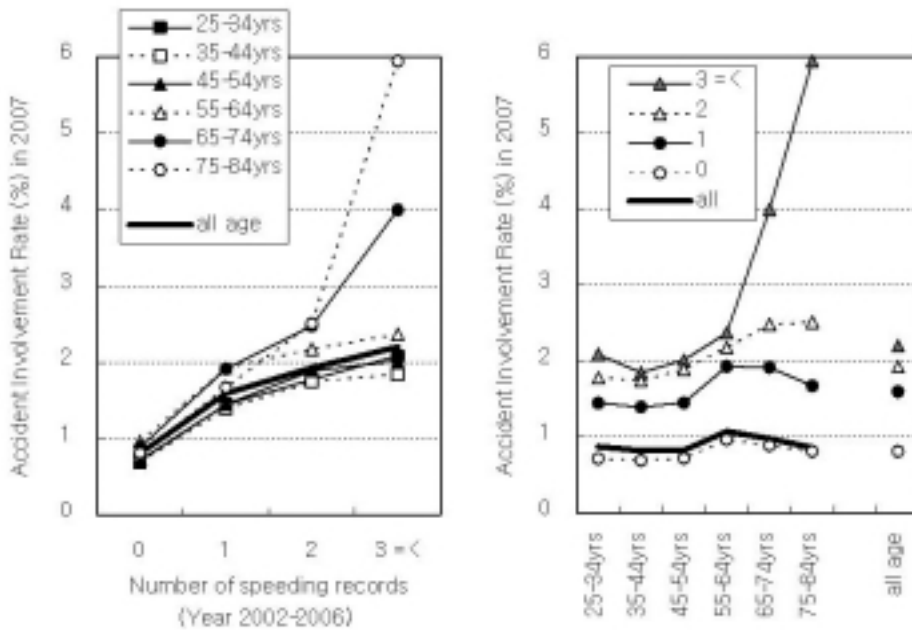 Accident Involvement Rate (%) in 2007
6
5
4
3
2
1
0
25-34yrs
35-44yrs
45-54yrs
55-64yrs
65-74yrs
75-84yrs
all age
0 1 2 3 =<
Number of speeding records
(Year 2002-2006)
Accident Involvement Rate (%) in 2007
6
5
4
3
2
1
0
3 =<
2
1
0
all
25-34yrs
35-44yrs
45-54yrs
55-64yrs
65-74yrs
75-84yrs
all age